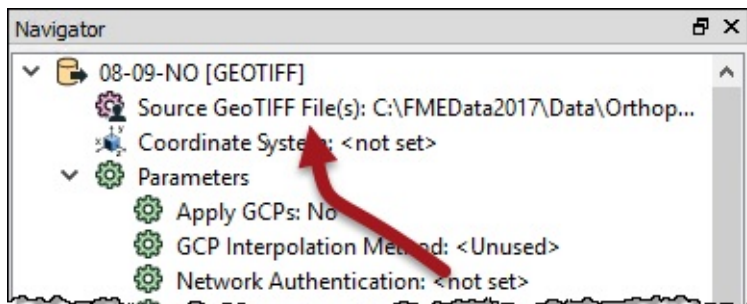 Navigator
08-09-NO [GEOTIFF]
Source GeoTIFF File(s): C:\FMEData2017\Data\Orthop...
Coordinate System: <not set>
Parameters
Apply GCPs: No
GCP Interpolation Method: <Unused>
Network Authentication: <not set>